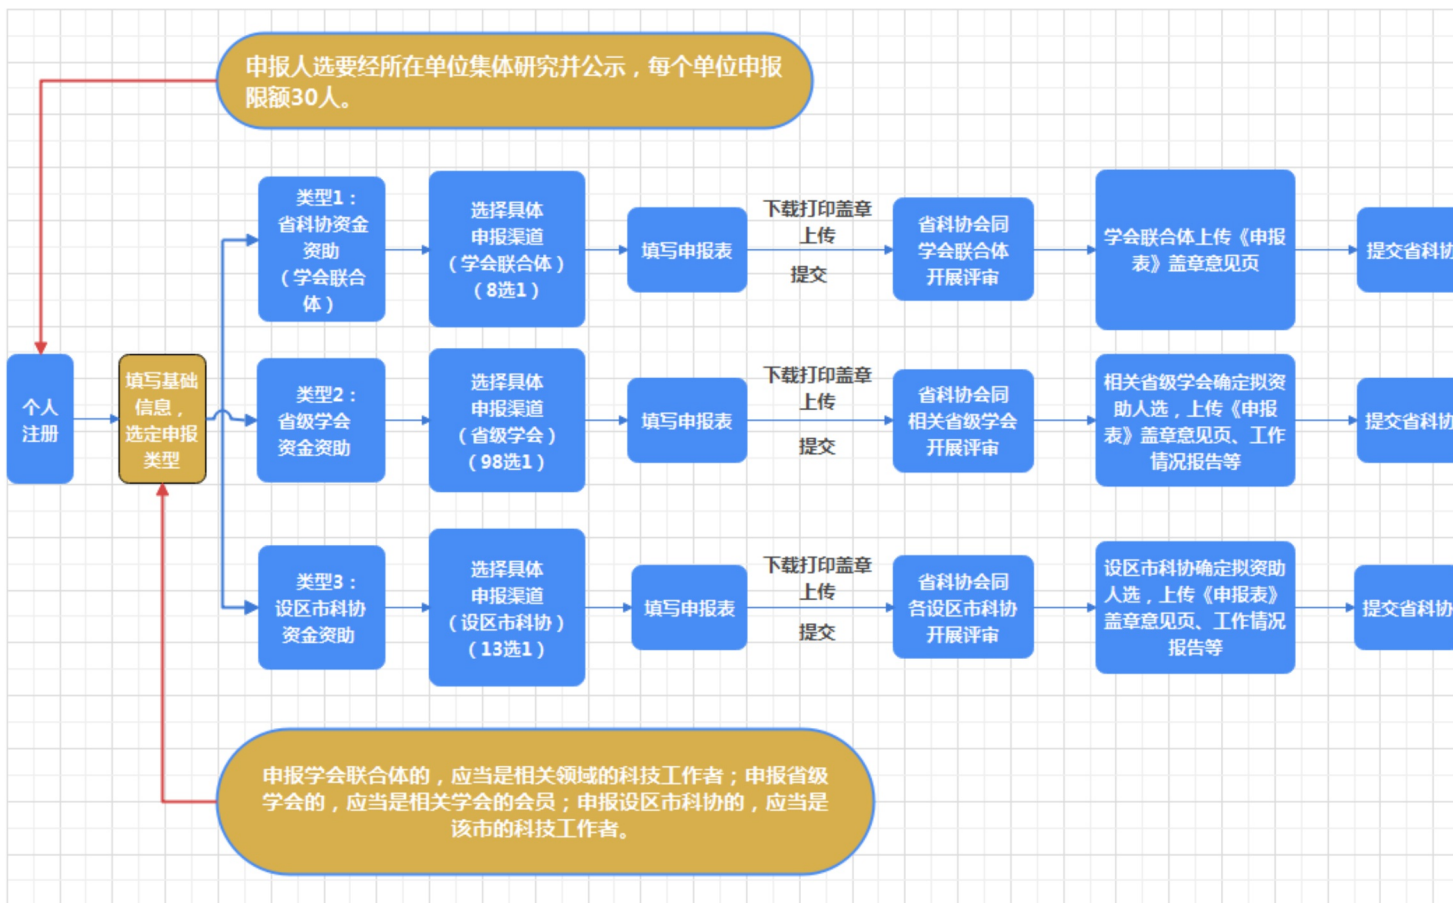 申报人选要经所在单位集体研究并公示，每个单位申报
限额30人。
类型1：
省科协资金
资助
（学会联合
体）
选择具体
申报渠道
（学会联合体）
（8选1）
填写申报表
下载打印盖章
上传
提交
省科协会同
学会联合体
开展评审
学会联合体上传《申报
表》盖章意见页
提交省科协
个人
注册
填写基础
信息，
选定申报
类型
类型2：
省级学会
资金资助
选择具体
申报渠道
（省级学会）
（98选1）
填写申报表
下载打印盖章
上传
提交
省科协会同
相关省级学会
开展评审
相关省级学会确定拟资
助人选，上传《申报
表》盖章意见页、工作
情况报告等
提交省科协
类型3：
设区市科协
资金资助
选择具体
申报渠道
（设区市科协）
（13选1）
填写申报表
下载打印盖章
上传
提交
省科协会同
各设区市科协
开展评审
设区市科协确定拟资助
人选，上传《申报表》
盖章意见页、工作情况
报告等
提交省科协
申报学会联合体的，应当是相关领域的科技工作者；申报省级
学会的，应当是相关学会的会员；申报设区市科协的，应当是
该市的科技工作者。